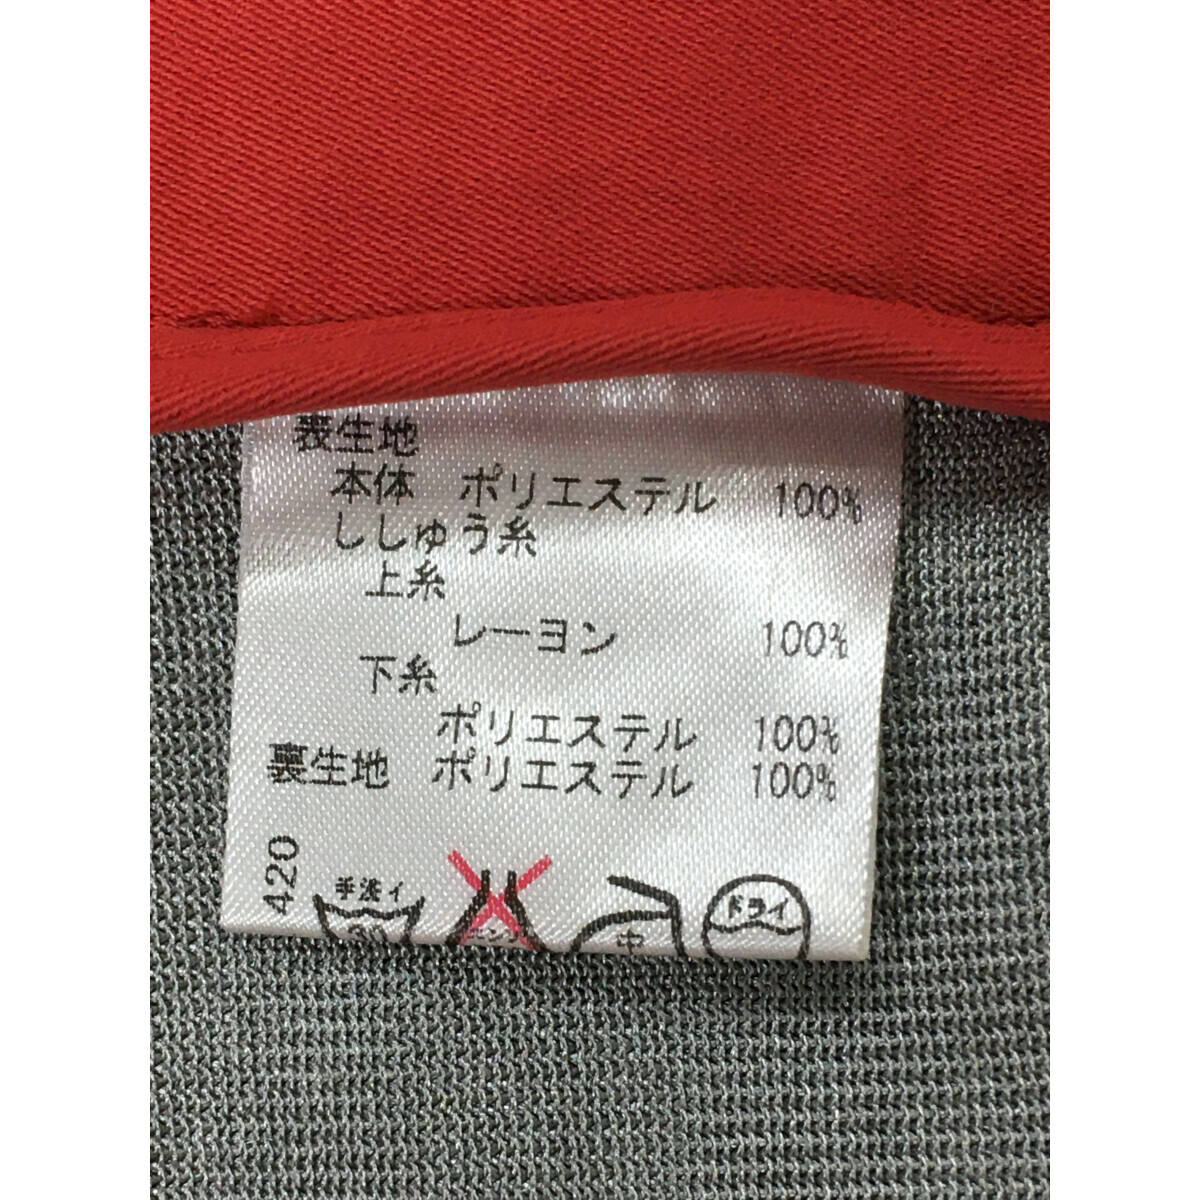 表生地
本体 ポリエステル 100%
ししゅう糸
上糸
レーヨン 100%
下糸
ポリエステル 100%
裏生地 ポリエステル 100%
420
手洗イ
中
ドライ